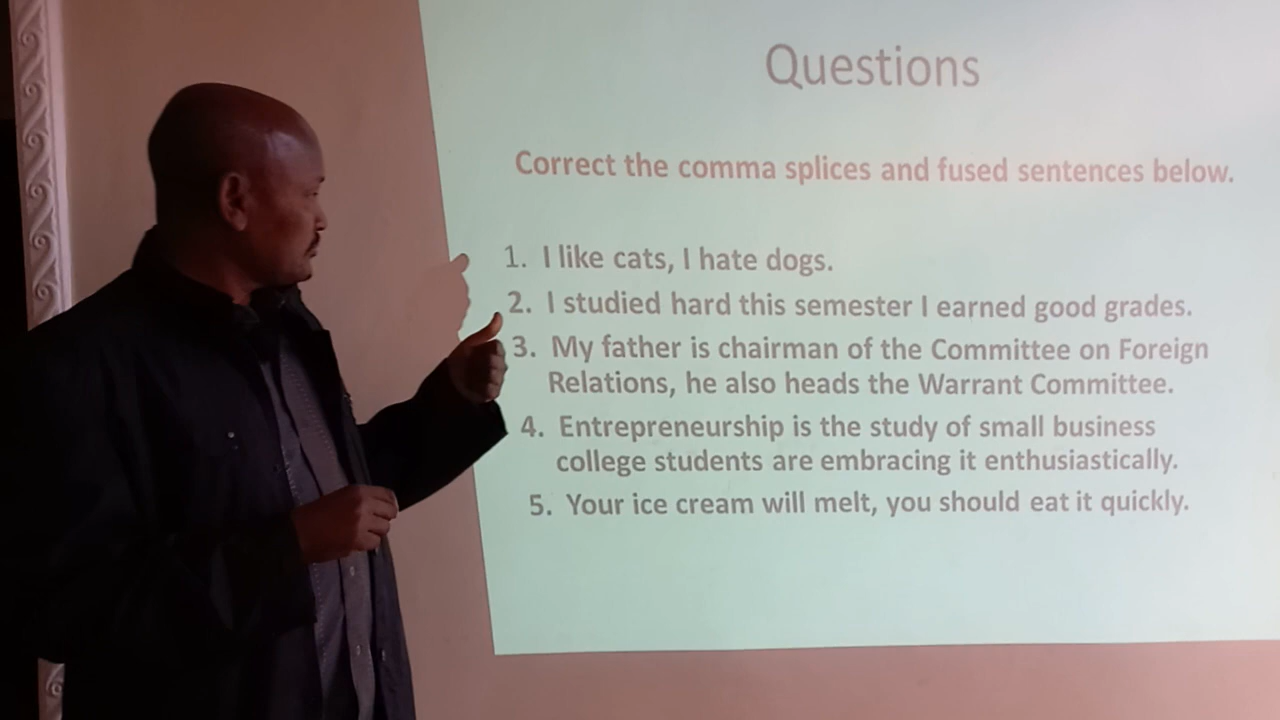 Questions
Correct the comma splices and fused sentences below.
1. I like cats, I hate dogs.
2. I studied hard this semester I earned good grades.
3. My father is chairman of the Committee on Foreign
Relations, he also heads the Warrant Committee.
4. Entrepreneurship is the study of small business
college students are embracing it enthusiastically.
5. Your ice cream will melt, you should eat it quickly.